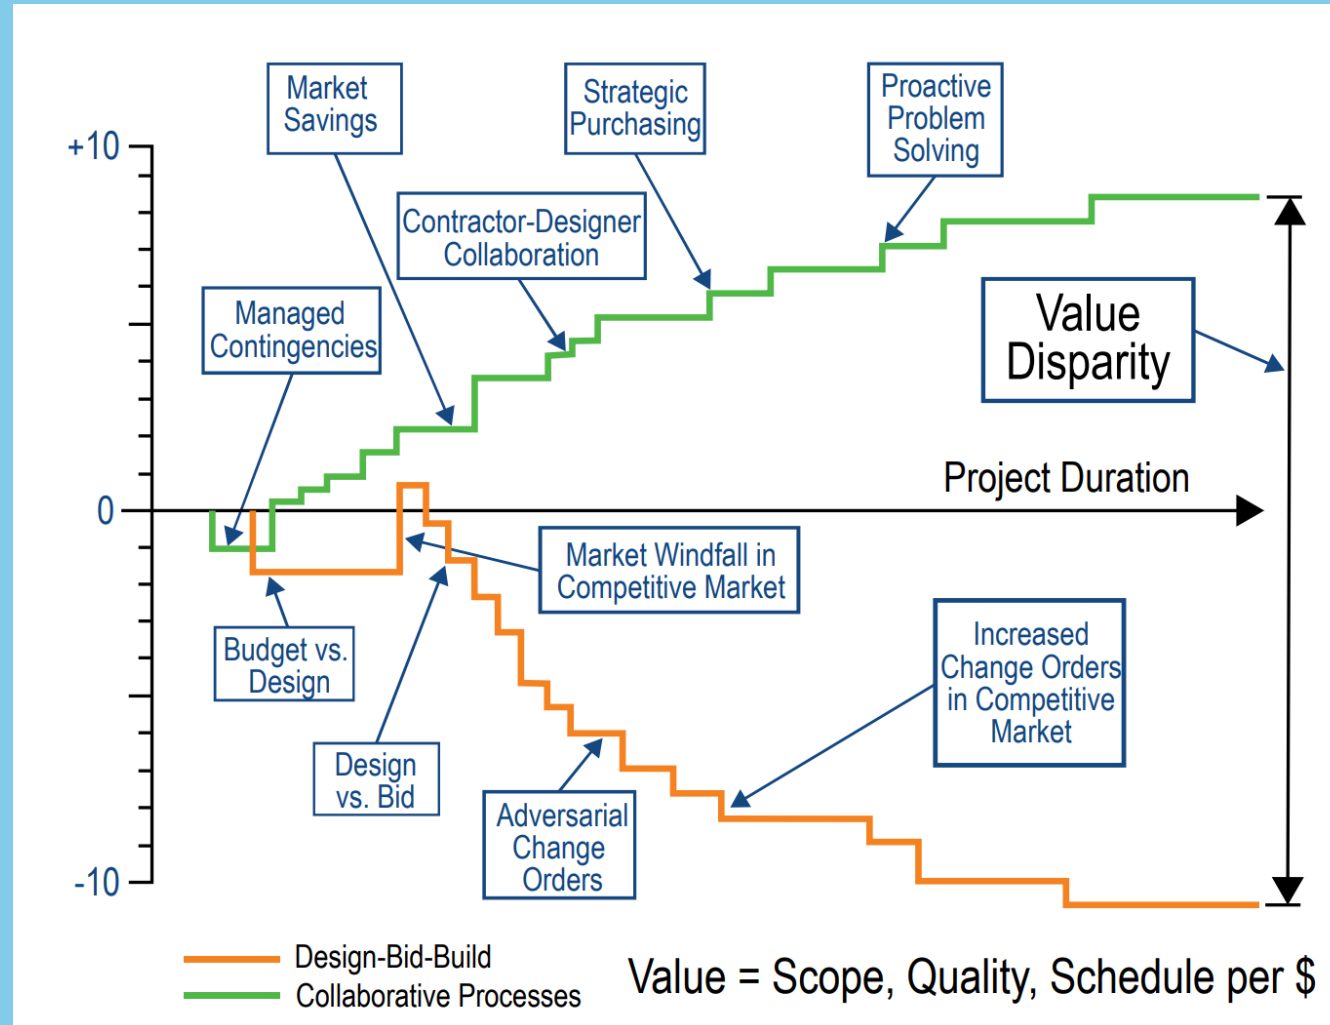 Market
Savings
Strategic
Purchasing
Proactive
Problem
Solving
+10
Contractor-Designer
Collaboration
Managed
Contingencies
Value
Disparity
Project Duration
0
Market Windfall in
Competitive Market
Budget vs.
Design
Increased
Change Orders
in Competitive
Market
Design
vs. Bid
Adversarial
Change
Orders
-10
Design-Bid-Build
Collaborative Processes
Value = Scope, Quality, Schedule per $